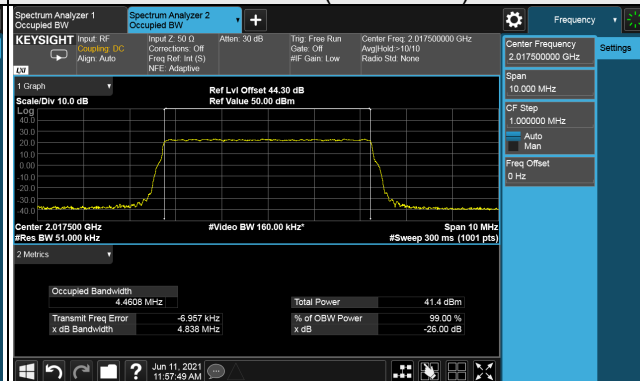 Spectrum Analyzer 1
Occupied BW
Spectrum Analyzer 2
Occupied BW
Frequency
KEYSIGHT
Input: RF
Coupling: DC
Align: Auto
Input Z: 50 Ω
Corrections: Off
Freq Ref: Int (S)
NFE: Adaptive
Atten: 30 dB
Trig: Free Run
Gate: Off
#IF Gain: Low
Center Freq: 2.017500000 GHz
Avg|Hold:>10/10
Radio Std: None
LXI
Center Frequency
2.017500000 GHz
Settings
Span
10.000 MHz
CF Step
1.000000 MHz
Auto
Man
Freq Offset
0 Hz
1 Graph
Scale/Div 10.0 dB
Ref Lvl Offset 44.30 dB
Ref Value 50.00 dBm
Log
40.0
30.0
20.0
10.0
0.00
-10.0
-20.0
-30.0
-40.0
Center 2.017500 GHz
#Video BW 160.00 kHz*
Span 10 MHz
#Res BW 51.000 kHz
#Sweep 300 ms (1001 pts)
2 Metrics
Occupied Bandwidth
4.4608 MHz
Total Power 41.4 dBm
Transmit Freq Error -6.957 kHz
% of OBW Power 99.00 %
x dB Bandwidth 4.838 MHz
x dB -26.00 dB
?
Jun 11, 2021
11:57:49 AM